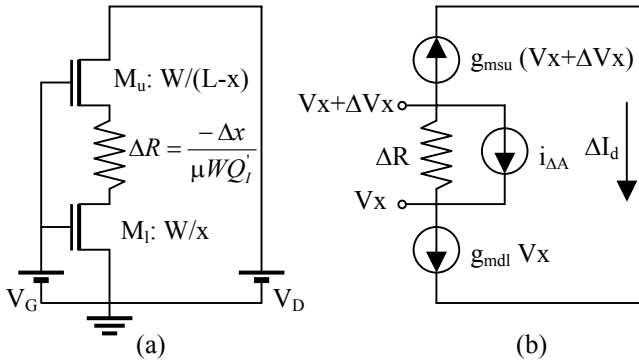 M_u: W/(L-x)
ΔR = -Δx / μWQ'_I
M_l: W/x
V_G
V_D
(a)
g_msu (Vx+ΔVx)
Vx+ΔVx
ΔR
i_ΔA
ΔI_d
Vx
g_mdl Vx
(b)